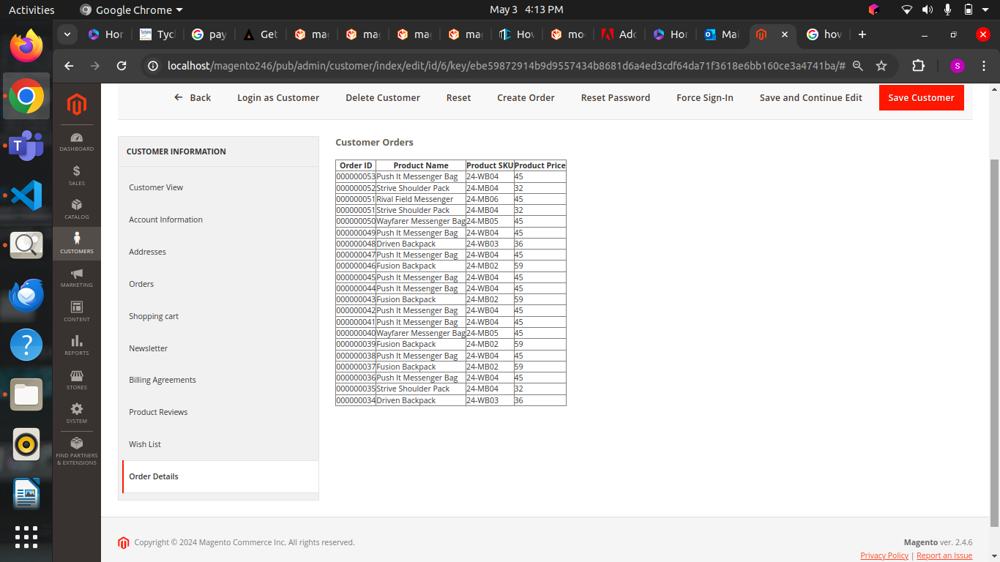 Activities Google Chrome May 3 4:13 PM
Hor Tyc pay Get mag mag mag mag Hov mo Adc Hor Mai hov
localhost/magento246/pub/admin/customer/index/edit/id/6/key/ebe59872914b9d9557434b8681d6a4ed3cdf64da71f3618e6bb160ce3a4741ba/# S
Back Login as Customer Delete Customer Reset Create Order Reset Password Force Sign-In Save and Continue Edit Save Customer
DASHBOARD
SALES
CATALOG
CUSTOMERS
MARKETING
CONTENT
REPORTS
STORES
SYSTEM
FIND PARTNERS
& EXTENSIONS
CUSTOMER INFORMATION
Customer View
Account Information
Addresses
Orders
Shopping cart
Newsletter
Billing Agreements
Product Reviews
Wish List
Order Details
Customer Orders
Order ID Product Name Product SKU Product Price
000000053 Push It Messenger Bag 24-WB04 45
000000052 Strive Shoulder Pack 24-MB04 32
000000051 Rival Field Messenger 24-MB06 45
000000051 Strive Shoulder Pack 24-MB04 32
000000050 Wayfarer Messenger Bag 24-MB05 45
000000049 Push It Messenger Bag 24-WB04 45
000000048 Driven Backpack 24-WB03 36
000000047 Push It Messenger Bag 24-WB04 45
000000046 Fusion Backpack 24-MB02 59
000000045 Push It Messenger Bag 24-WB04 45
000000044 Push It Messenger Bag 24-WB04 45
000000043 Fusion Backpack 24-MB02 59
000000042 Push It Messenger Bag 24-WB04 45
000000041 Push It Messenger Bag 24-WB04 45
000000040 Wayfarer Messenger Bag 24-MB05 45
000000039 Fusion Backpack 24-MB02 59
000000038 Push It Messenger Bag 24-WB04 45
000000037 Fusion Backpack 24-MB02 59
000000036 Push It Messenger Bag 24-WB04 45
000000035 Strive Shoulder Pack 24-MB04 32
000000034 Driven Backpack 24-WB03 36
Copyright © 2024 Magento Commerce Inc. All rights reserved.
Magento ver. 2.4.6
Privacy Policy | Report an Issue